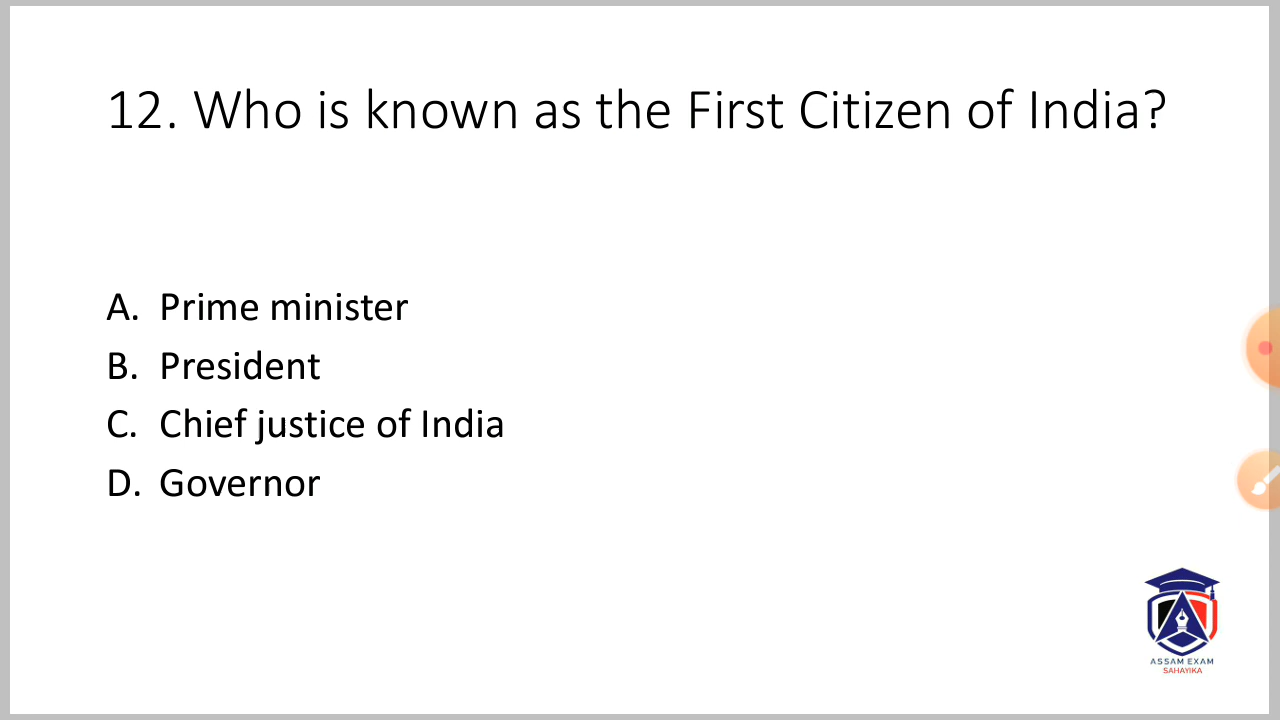 12. Who is known as the First Citizen of India?
A. Prime minister
B. President
C. Chief justice of India
D. Governor
ASSAM EXAM
SAHAYIKA